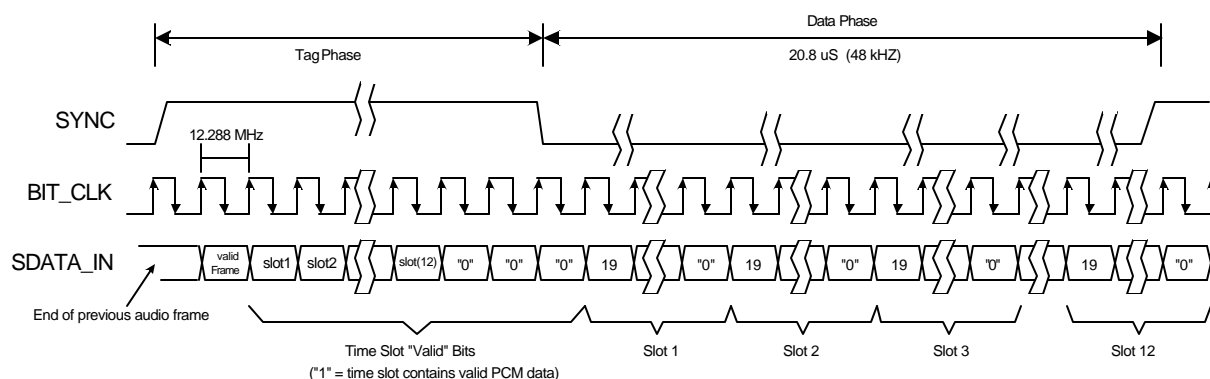 Data Phase
Tag Phase
20.8 uS (48 kHZ)
SYNC
12.288 MHz
BIT_CLK
SDATA_IN
valid
Frame
slot1
slot2
slot(12)
"0"
"0"
"0"
19
"0"
19
"0"
19
"0"
19
"0"
End of previous audio frame
Time Slot "Valid" Bits
("1" = time slot contains valid PCM data)
Slot 1
Slot 2
Slot 3
Slot 12